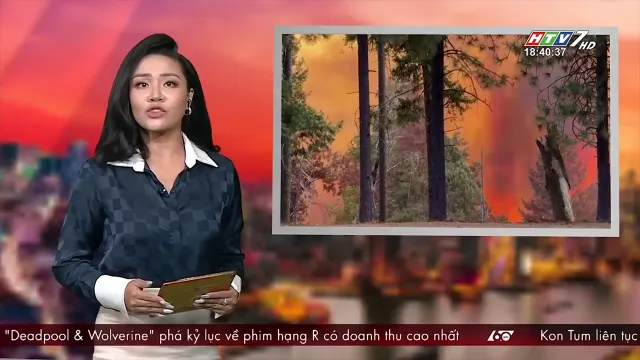 HTV7 HD
18:40:37
"Deadpool & Wolverine" phá kỷ lục về phim hạng R có doanh thu cao nhất 60 Kon Tum liên tục